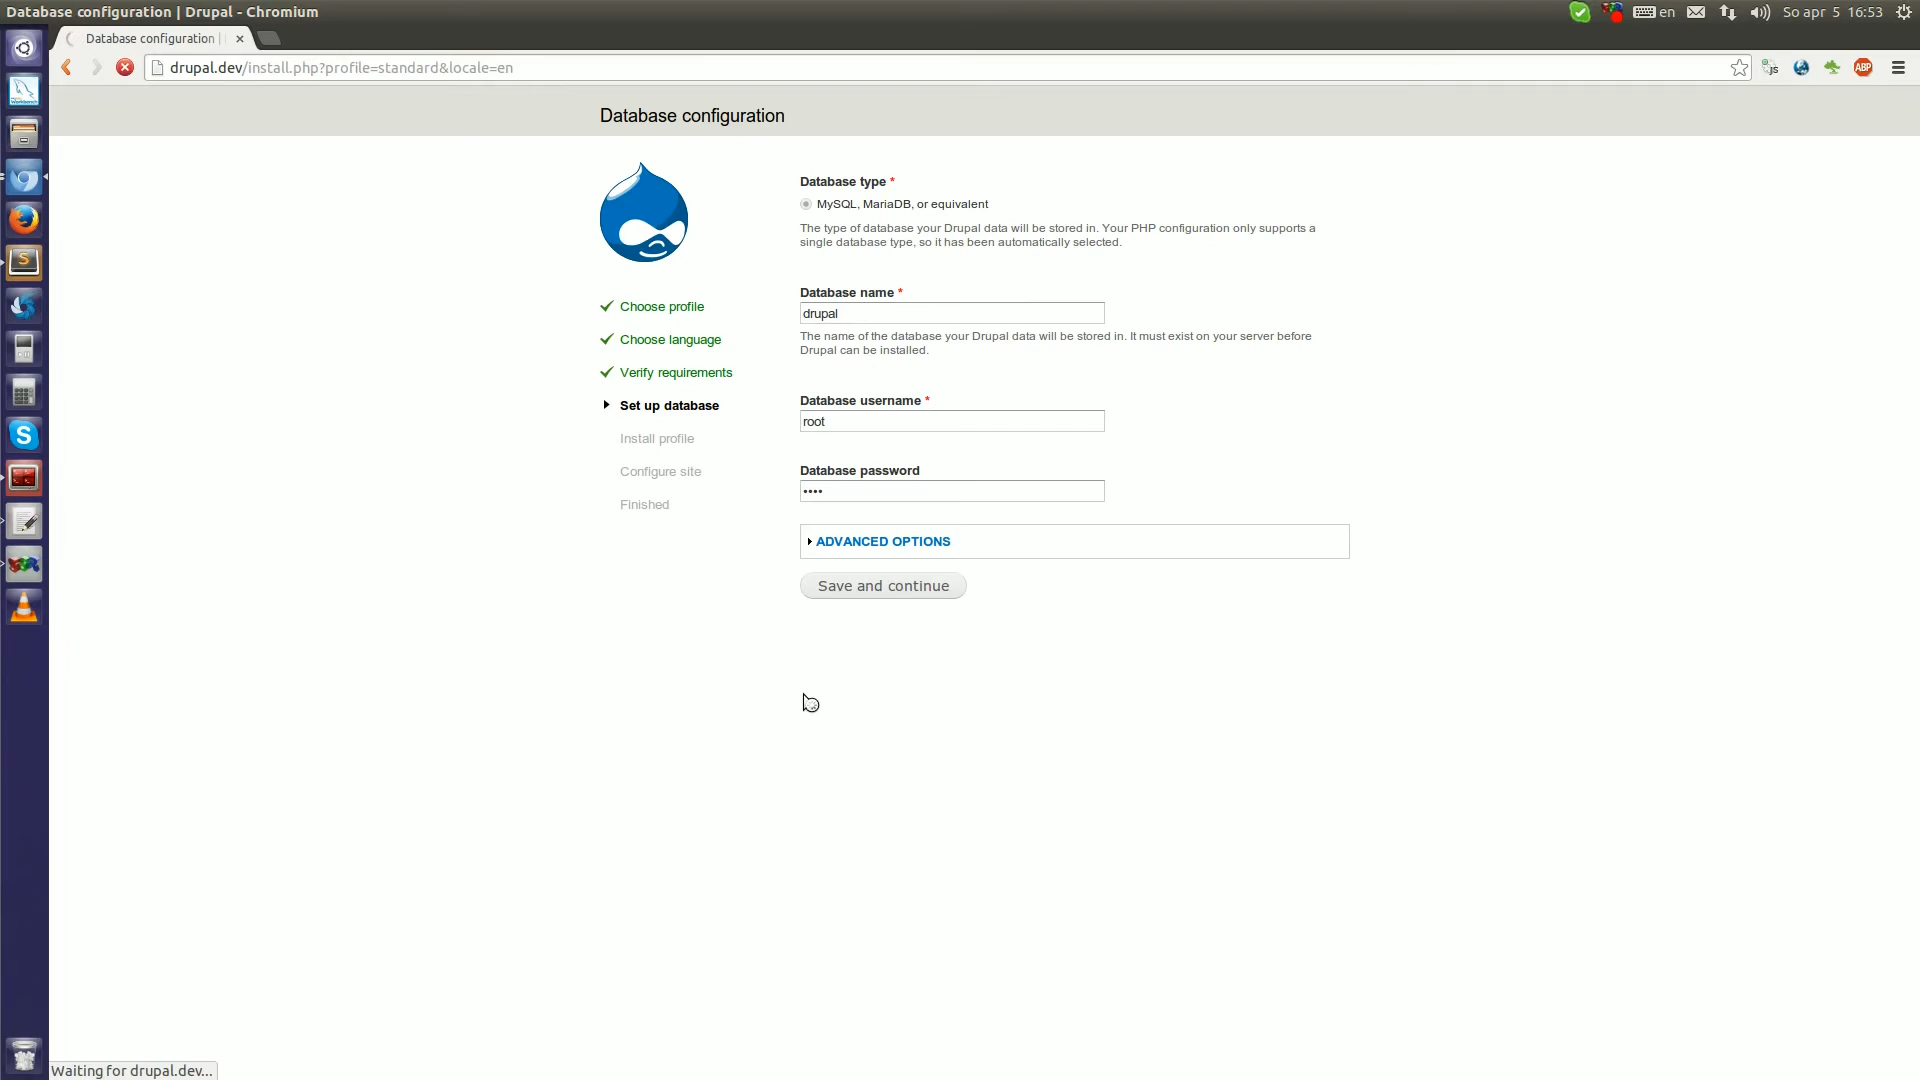 Database configuration | Drupal - Chromium
en
So apr 5 16:53
Database configuration |
drupal.dev/install.php?profile=standard&locale=en
js
ABP
Database configuration
Database type *
MySQL, MariaDB, or equivalent
The type of database your Drupal data will be stored in. Your PHP configuration only supports a
single database type, so it has been automatically selected.
Choose profile
Choose language
Verify requirements
Set up database
Install profile
Configure site
Finished
Database name *
drupal
The name of the database your Drupal data will be stored in. It must exist on your server before
Drupal can be installed.
Database username *
root
Database password
••••
ADVANCED OPTIONS
Save and continue
Waiting for drupal.dev...